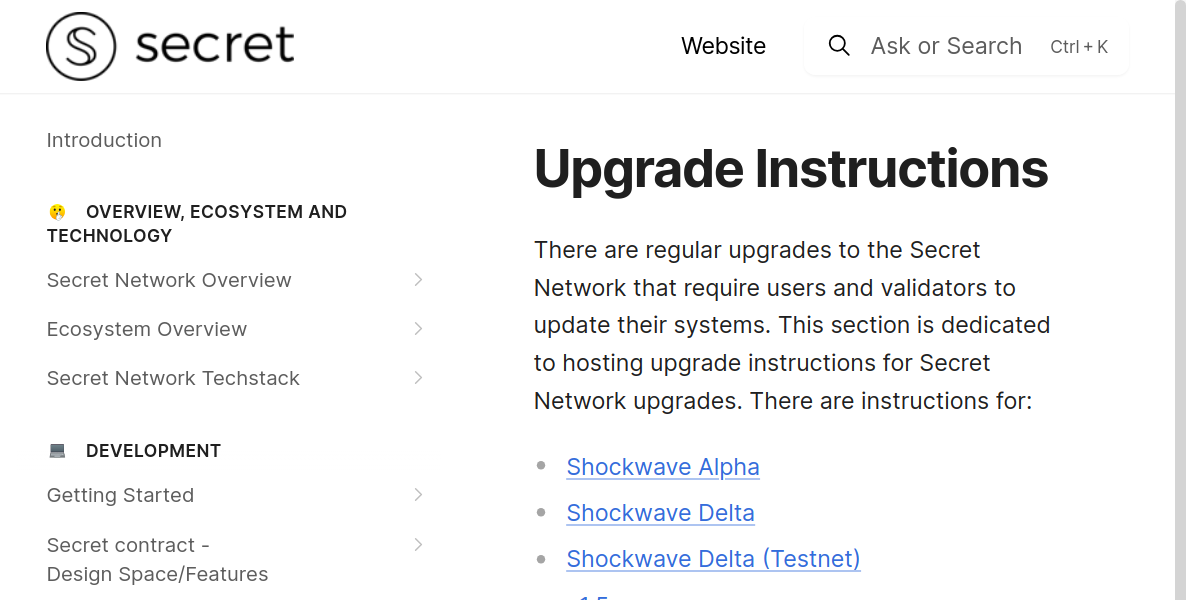 secret
Website
Ask or Search
Ctrl + K
Introduction
OVERVIEW, ECOSYSTEM AND
TECHNOLOGY
Secret Network Overview
Ecosystem Overview
Secret Network Techstack
DEVELOPMENT
Getting Started
Secret contract -
Design Space/Features
Upgrade Instructions
There are regular upgrades to the Secret
Network that require users and validators to
update their systems. This section is dedicated
to hosting upgrade instructions for Secret
Network upgrades. There are instructions for:
Shockwave Alpha
Shockwave Delta
Shockwave Delta (Testnet)